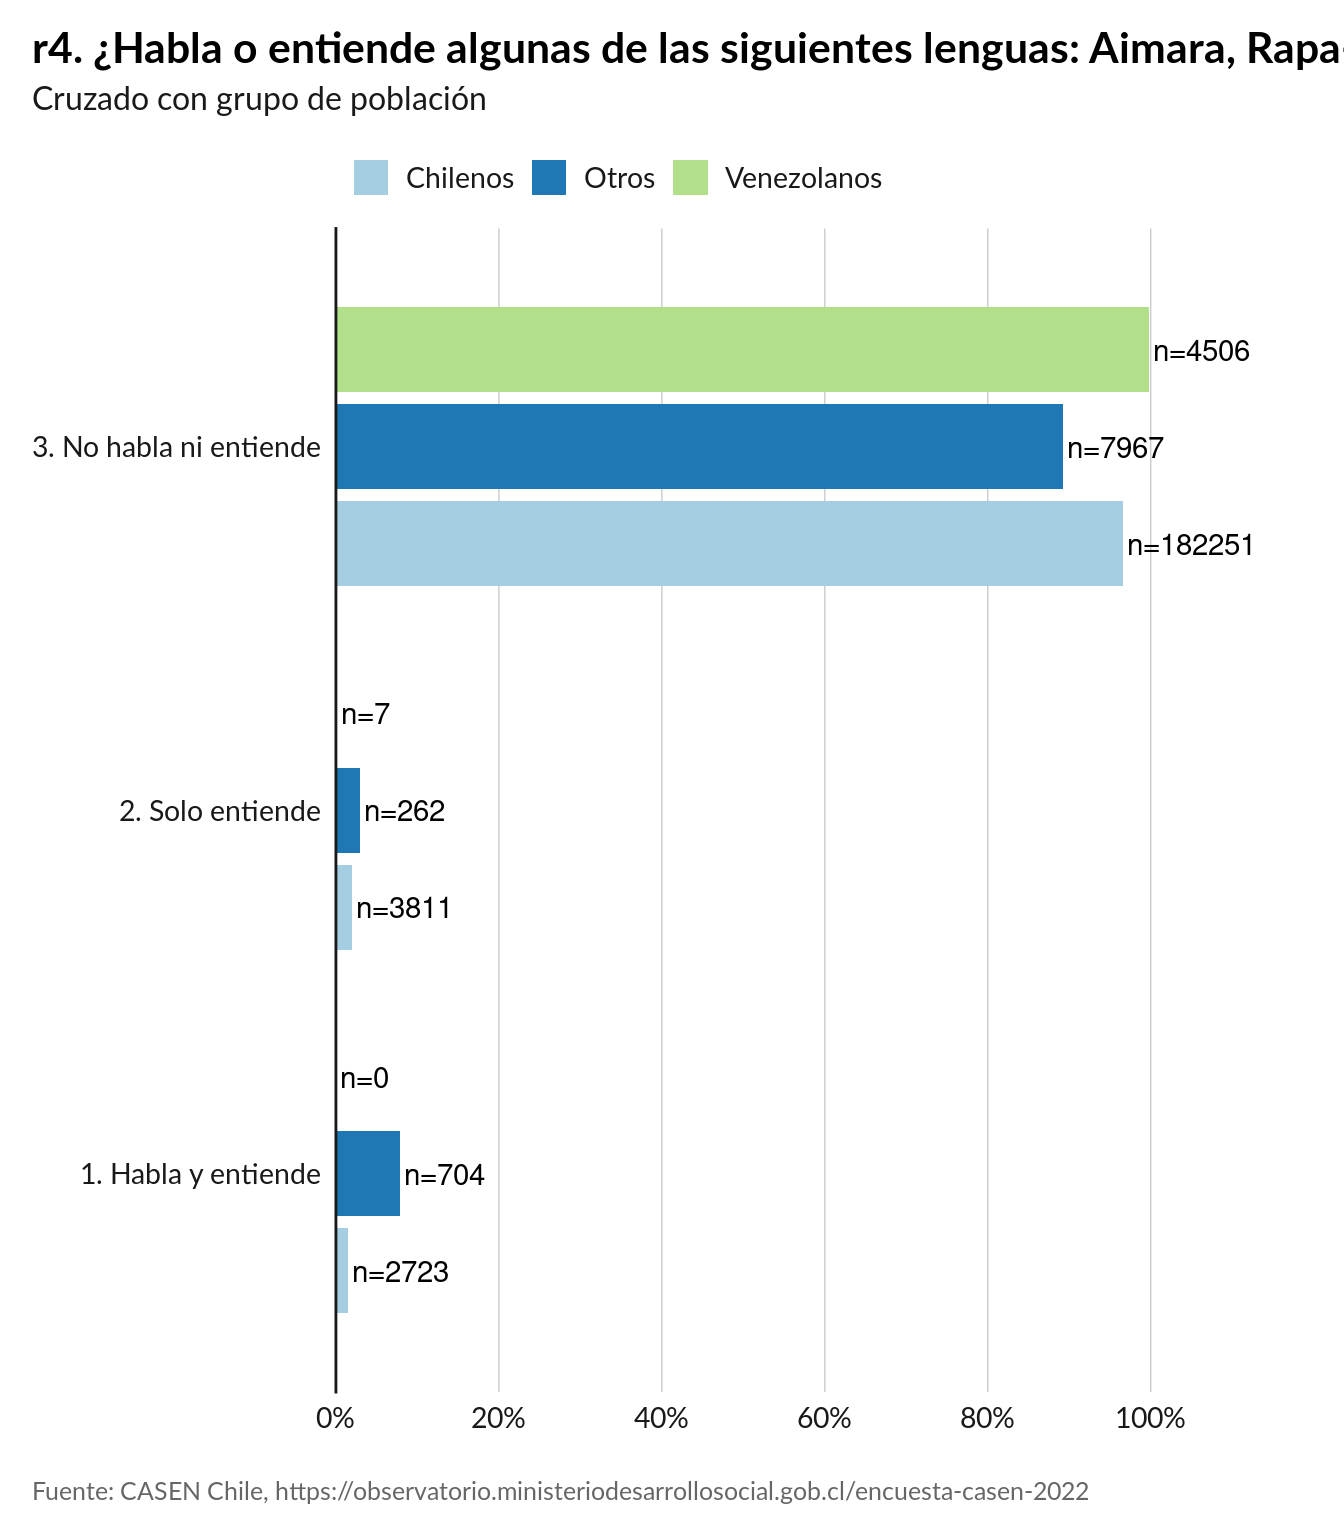 r4. ¿Habla o entiende algunas de las siguientes lenguas: Aimara, Rapa
Cruzado con grupo de población
Chilenos Otros Venezolanos
n=4506
3. No habla ni entiende n=7967
n=182251
n=7
2. Solo entiende n=262
n=3811
n=0
1. Habla y entiende n=704
n=2723
0% 20% 40% 60% 80% 100%
Fuente: CASEN Chile, https://observatorio.ministeriodesarrollosocial.gob.cl/encuesta-casen-2022